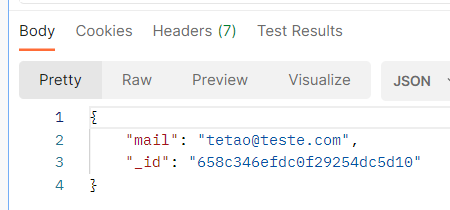 Body Cookies Headers (7) Test Results
Pretty Raw Preview Visualize JSON
1 {
2 "mail": "tetao@teste.com",
3 "_id": "658c346efdc0f29254dc5d10"
4 }